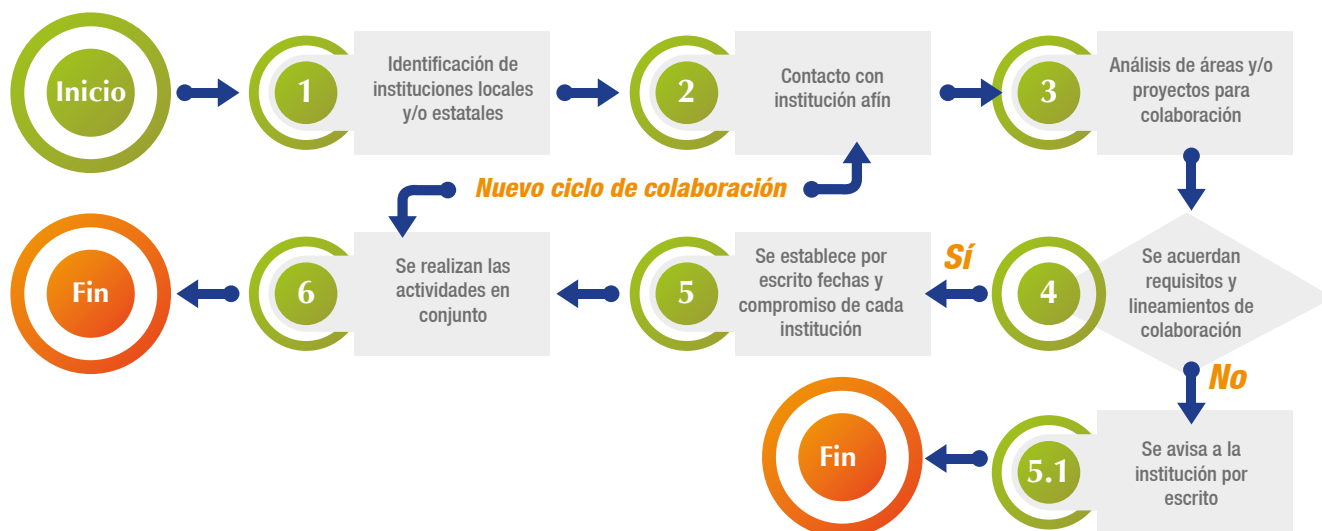 Inicio
1
Identificación de
instituciones locales
y/o estatales
2
Contacto con
institución afín
3
Análisis de áreas y/o
proyectos para
colaboración
Nuevo ciclo de colaboración
Fin
6
Se realizan las
actividades en
conjunto
5
Se establece por
escrito fechas y
compromiso de cada
institución
Sí
4
Se acuerdan
requisitos y
lineamientos de
colaboración
No
Fin
5.1
Se avisa a la
institución por
escrito